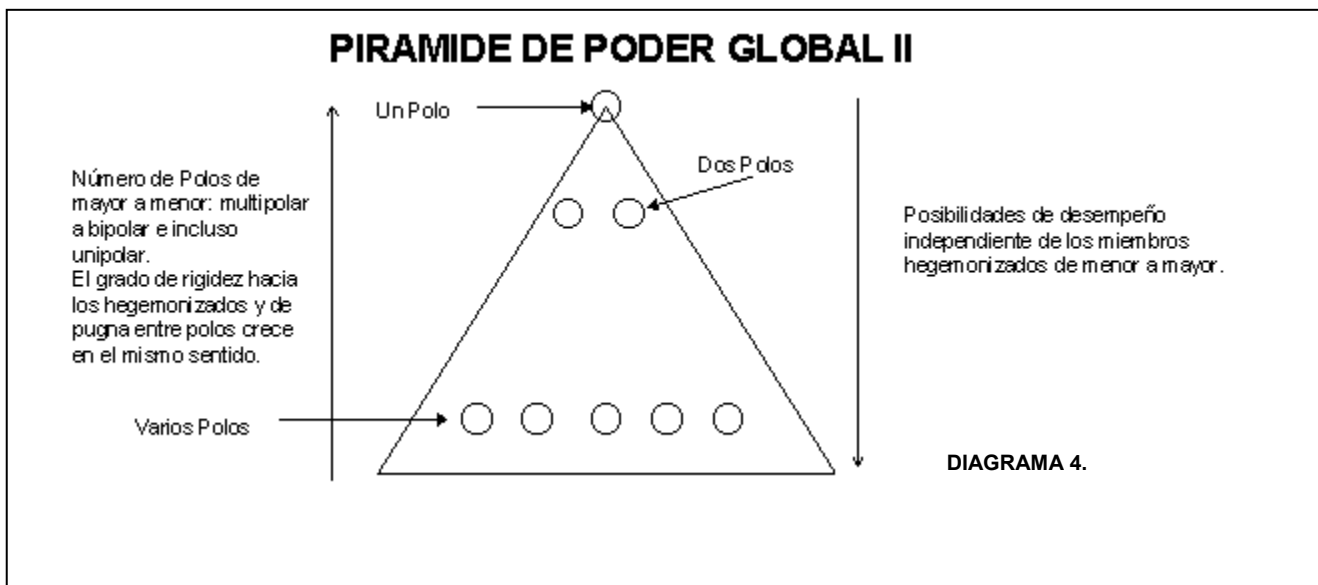 PIRAMIDE DE PODER GLOBAL II
Un Polo
Dos Polos
Número de Polos de
mayor a menor: multipolar
a bipolar e incluso
unipolar.
El grado de rigidez hacia
los hegemonizados y de
pugna entre polos crece
en el mismo sentido.
Posibilidades de desempeño
independiente de los miembros
hegemonizados de menor a mayor.
Varios Polos
DIAGRAMA 4.